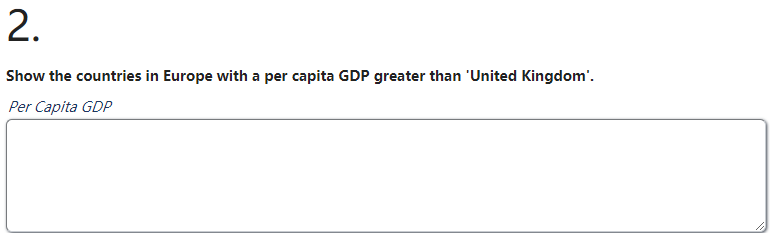 2.
Show the countries in Europe with a per capita GDP greater than 'United Kingdom'.
Per Capita GDP